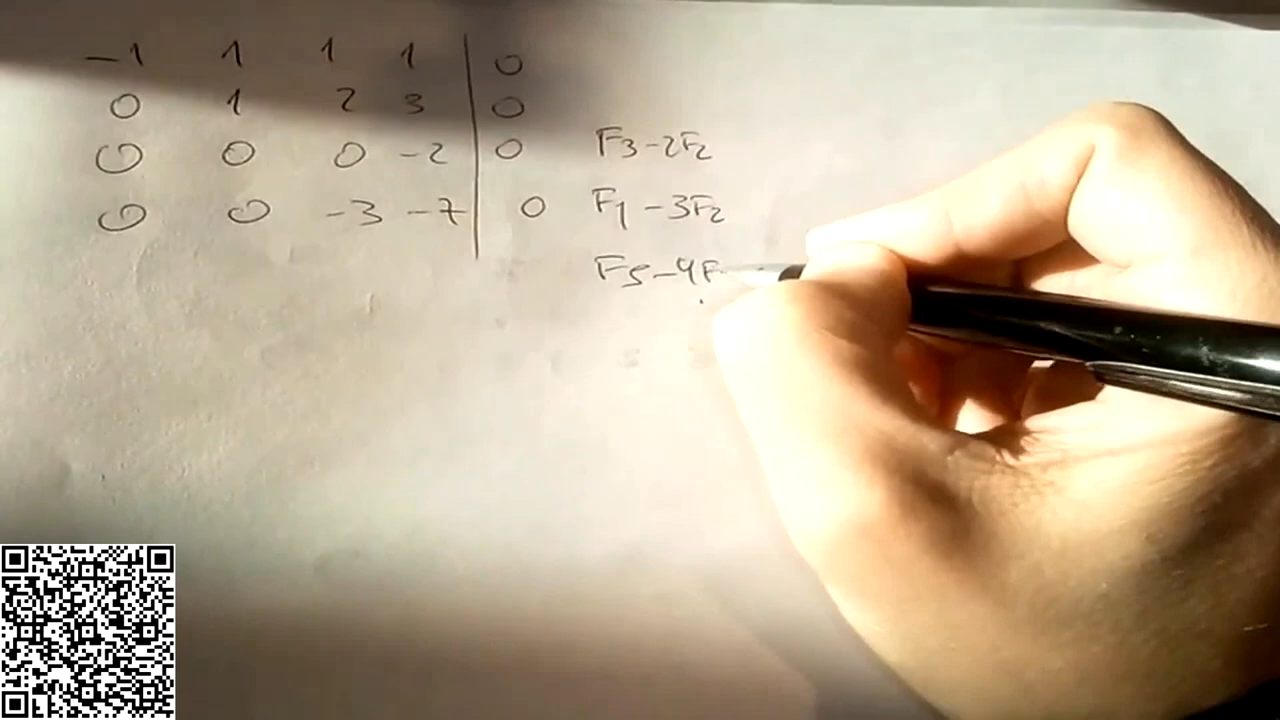 -1 1 1 1 | 0
0 1 2 3 | 0
0 0 0 -2 | 0 F3-2F2
0 0 -3 -7 | 0 F4-3F2
F5-4F